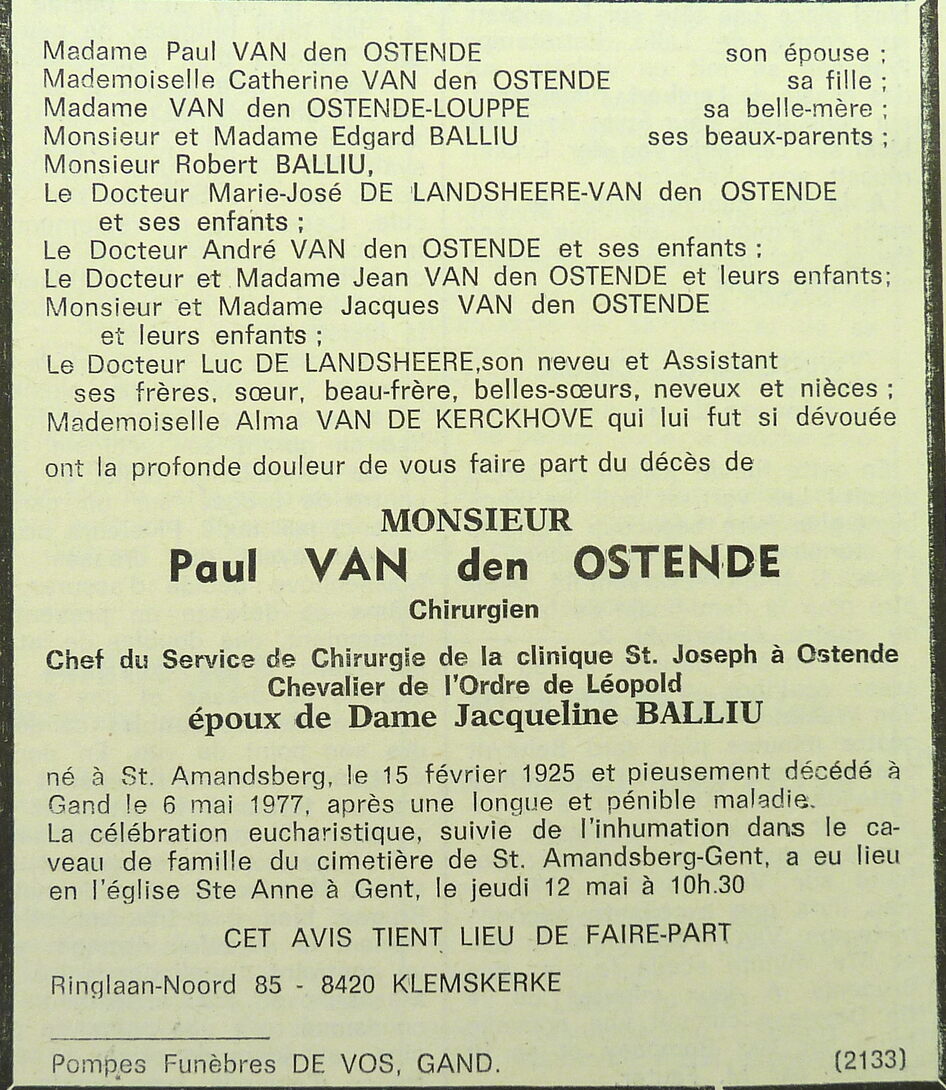 Madame Paul VAN den OSTENDE son épouse ;
Mademoiselle Catherine VAN den OSTENDE sa fille ;
Madame VAN den OSTENDE-LOUPPE sa belle-mère ;
Monsieur et Madame Edgard BALLIU ses beaux-parents ;
Monsieur Robert BALLIU,
Le Docteur Marie-José DE LANDSHEERE-VAN den OSTENDE
et ses enfants ;
Le Docteur André VAN den OSTENDE et ses enfants ;
Le Docteur et Madame Jean VAN den OSTENDE et leurs enfants;
Monsieur et Madame Jacques VAN den OSTENDE
et leurs enfants ;
Le Docteur Luc DE LANDSHEERE,son neveu et Assistant
ses frères, sœur, beau-frère, belles-sœurs, neveux et nièces ;
Mademoiselle Alma VAN DE KERCKHOVE qui lui fut si dévouée
ont la profonde douleur de vous faire part du décès de
MONSIEUR
Paul VAN den OSTENDE
Chirurgien
Chef du Service de Chirurgie de la clinique St. Joseph à Ostende
Chevalier de l'Ordre de Léopold
époux de Dame Jacqueline BALLIU
né à St. Amandsberg, le 15 février 1925 et pieusement décédé à
Gand le 6 mai 1977, après une longue et pénible maladie.
La célébration eucharistique, suivie de l'inhumation dans le ca-
veau de famille du cimetière de St. Amandsberg-Gent, a eu lieu
en l'église Ste Anne à Gent, le jeudi 12 mai à 10h.30
CET AVIS TIENT LIEU DE FAIRE-PART
Ringlaan-Noord 85 - 8420 KLEMSKERKE
Pompes Funèbres DE VOS, GAND. (2133)